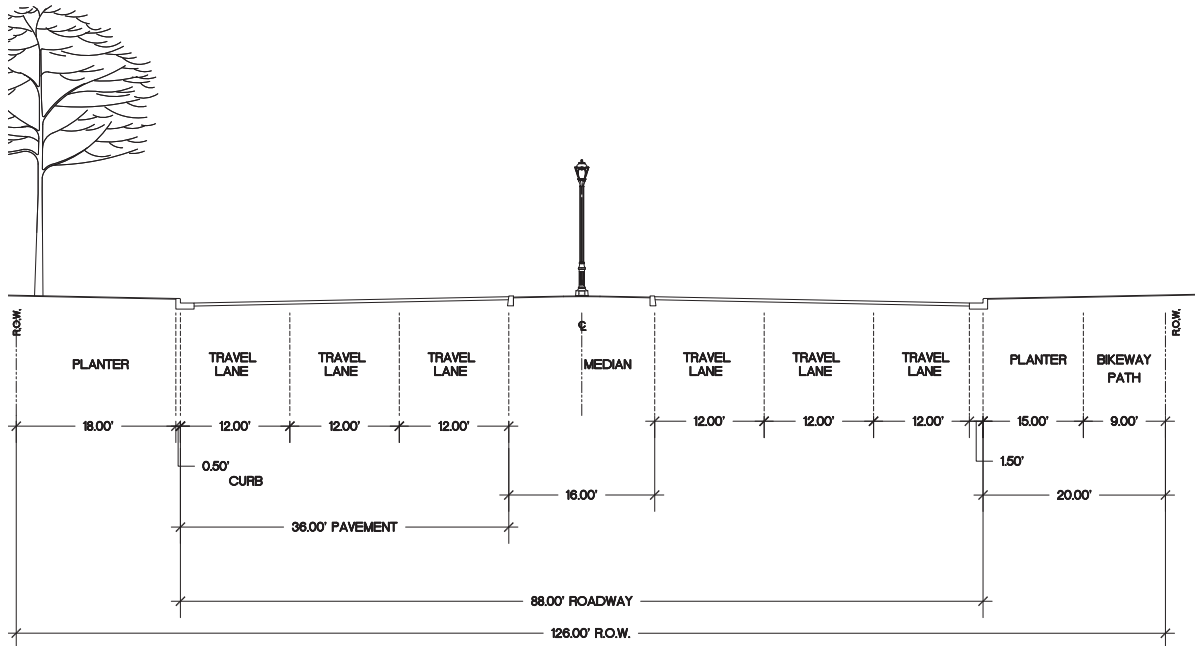 R.O.W.
℄
R.O.W.
PLANTER
TRAVEL
LANE
TRAVEL
LANE
TRAVEL
LANE
MEDIAN
TRAVEL
LANE
TRAVEL
LANE
TRAVEL
LANE
PLANTER
BIKEWAY
PATH
18.00'
12.00'
12.00'
12.00'
12.00'
12.00'
12.00'
15.00'
9.00'
0.50'
CURB
1.50'
16.00'
20.00'
36.00' PAVEMENT
88.00' ROADWAY
126.00' R.O.W.